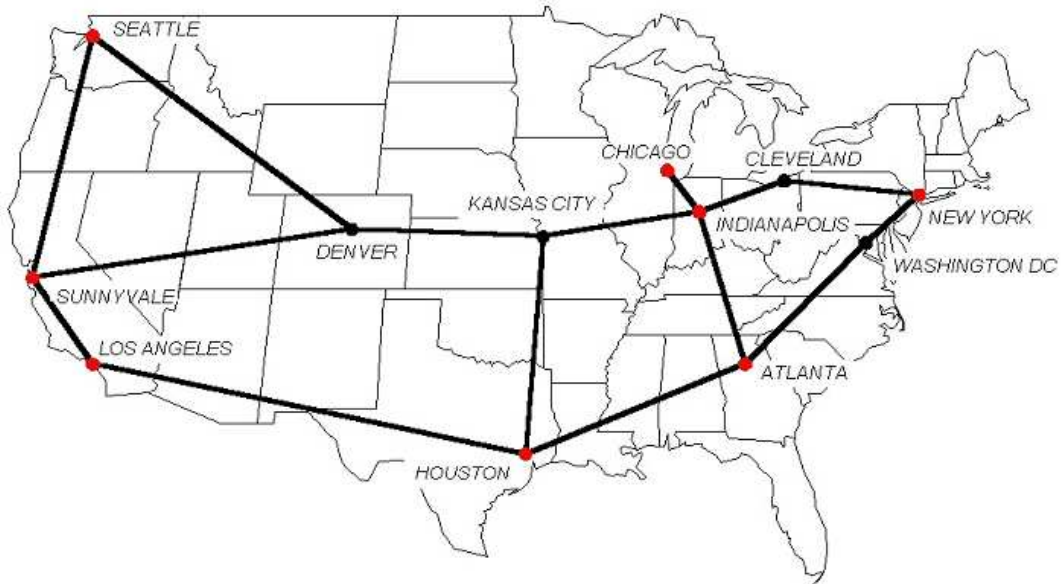 SEATTLE
CHICAGO
CLEVELAND
KANSAS CITY
NEW YORK
INDIANAPOLIS
DENVER
WASHINGTON DC
SUNNYVALE
LOS ANGELES
ATLANTA
HOUSTON